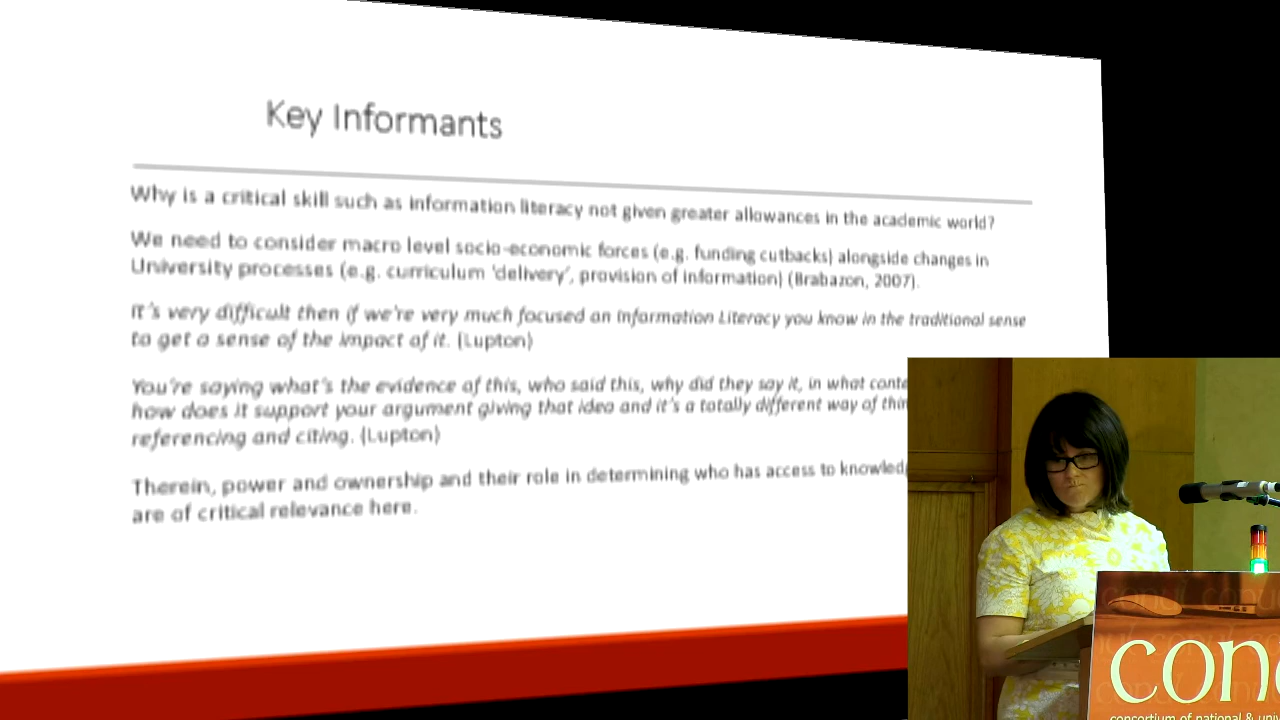 Key Informants
Why is a critical skill such as information literacy not given greater allowances in the academic world?
We need to consider macro level socio-economic forces (e.g. funding cutbacks) alongside changes in
University processes (e.g. curriculum 'delivery', provision of information) (Brabazon, 2007).
It's very difficult then if we're very much focused on Information Literacy you know in the traditional sense
to get a sense of the impact of it. (Lupton)
You're saying what's the evidence of this, who said this, why did they say it, in what
how does it support your argument giving that idea and it's a totally different way of
referencing and citing. (Lupton)
Therein, power and ownership and their role in determining who has access to
are of critical relevance here.
con
consortium of national &